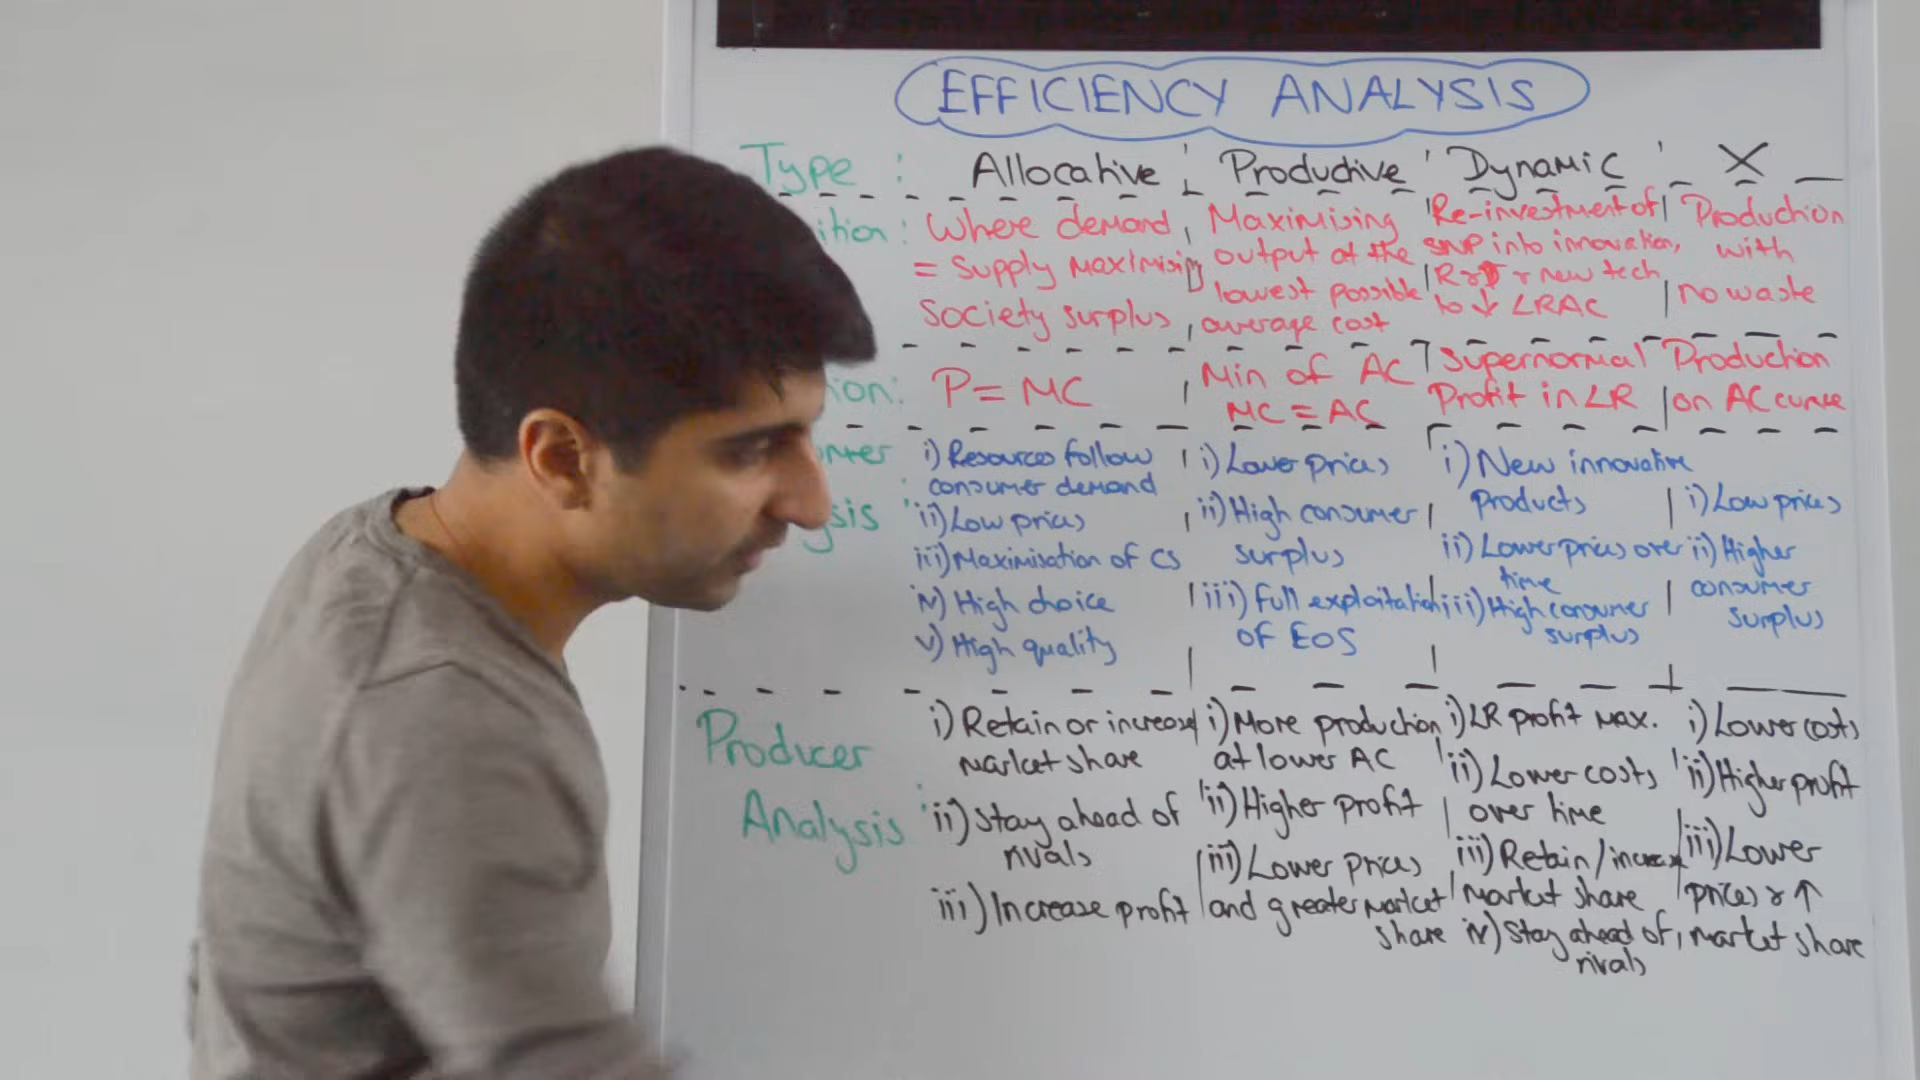 EFFICIENCY ANALYSIS
Type : Allocative Productive Dynamic X
ition: Where demand
= supply maximising
society surplus
Maximising
output at the
lowest possible
average cost
Re-investment of
SNP into innovation,
R&D & new tech
to ↓ LRAC
Production
with
no waste
ion: P = MC
Min of AC
MC = AC
Supernormal
Profit in LR
Production
on AC curve
sis
i) Resources follow
consumer demand
ii) Low prices
iii) Maximisation of CS
iv) High choice
v) High quality
i) Lower prices
ii) High consumer
surplus
iii) Full exploitation
of EOS
i) New innovative
products
ii) Lower prices over
time
iii) High consumer
surplus
i) Low prices
ii) Higher
consumer
surplus
Producer
Analysis :
i) Retain or increase
market share
ii) Stay ahead of
rivals
iii) Increase profit
i) More production
at lower AC
ii) Higher profit
iii) Lower prices
and greater market
share
i) LR profit max.
ii) Lower costs
over time
iii) Retain/increase
market share
iv) Stay ahead of
rivals
i) Lower costs
ii) Higher profit
iii) Lower
prices & ↑
market share